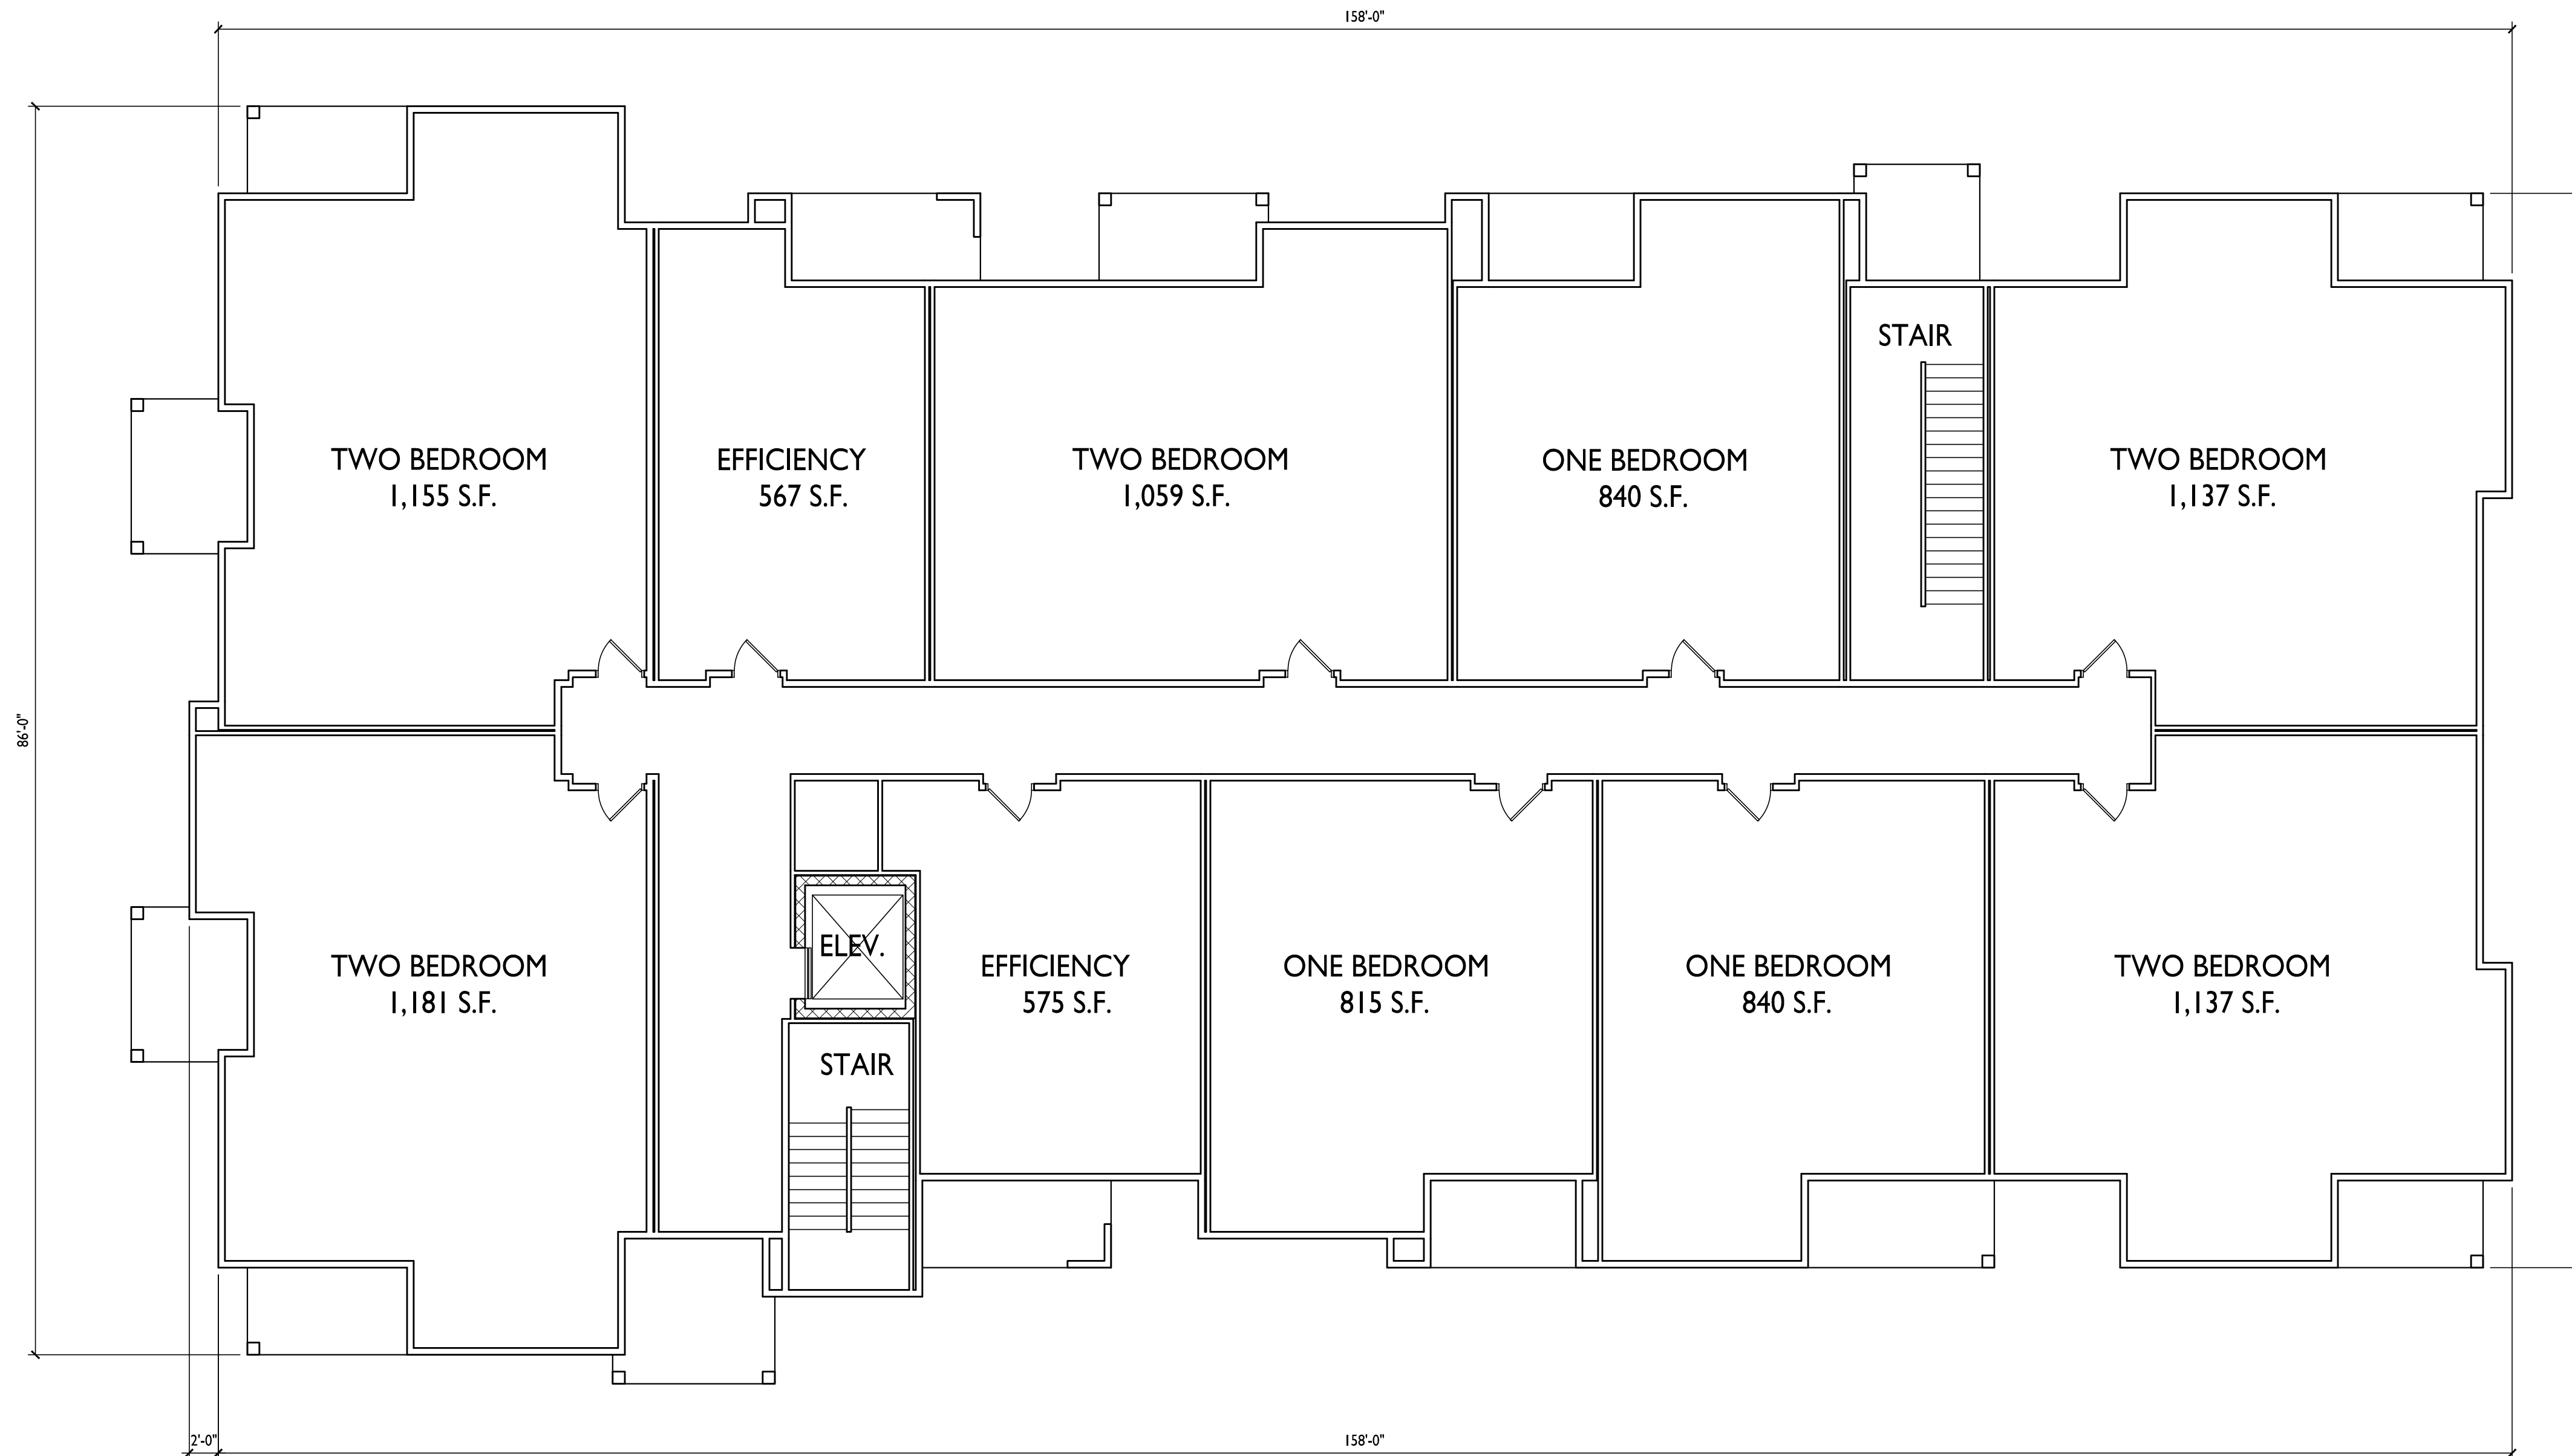 158'-0"
STAIR
TWO BEDROOM
1,155 S.F.
EFFICIENCY
567 S.F.
TWO BEDROOM
1,059 S.F.
ONE BEDROOM
840 S.F.
TWO BEDROOM
1,137 S.F.
86'-0"
TWO BEDROOM
1,181 S.F.
ELEV.
STAIR
EFFICIENCY
575 S.F.
ONE BEDROOM
815 S.F.
ONE BEDROOM
840 S.F.
TWO BEDROOM
1,137 S.F.
2'-0"
158'-0"